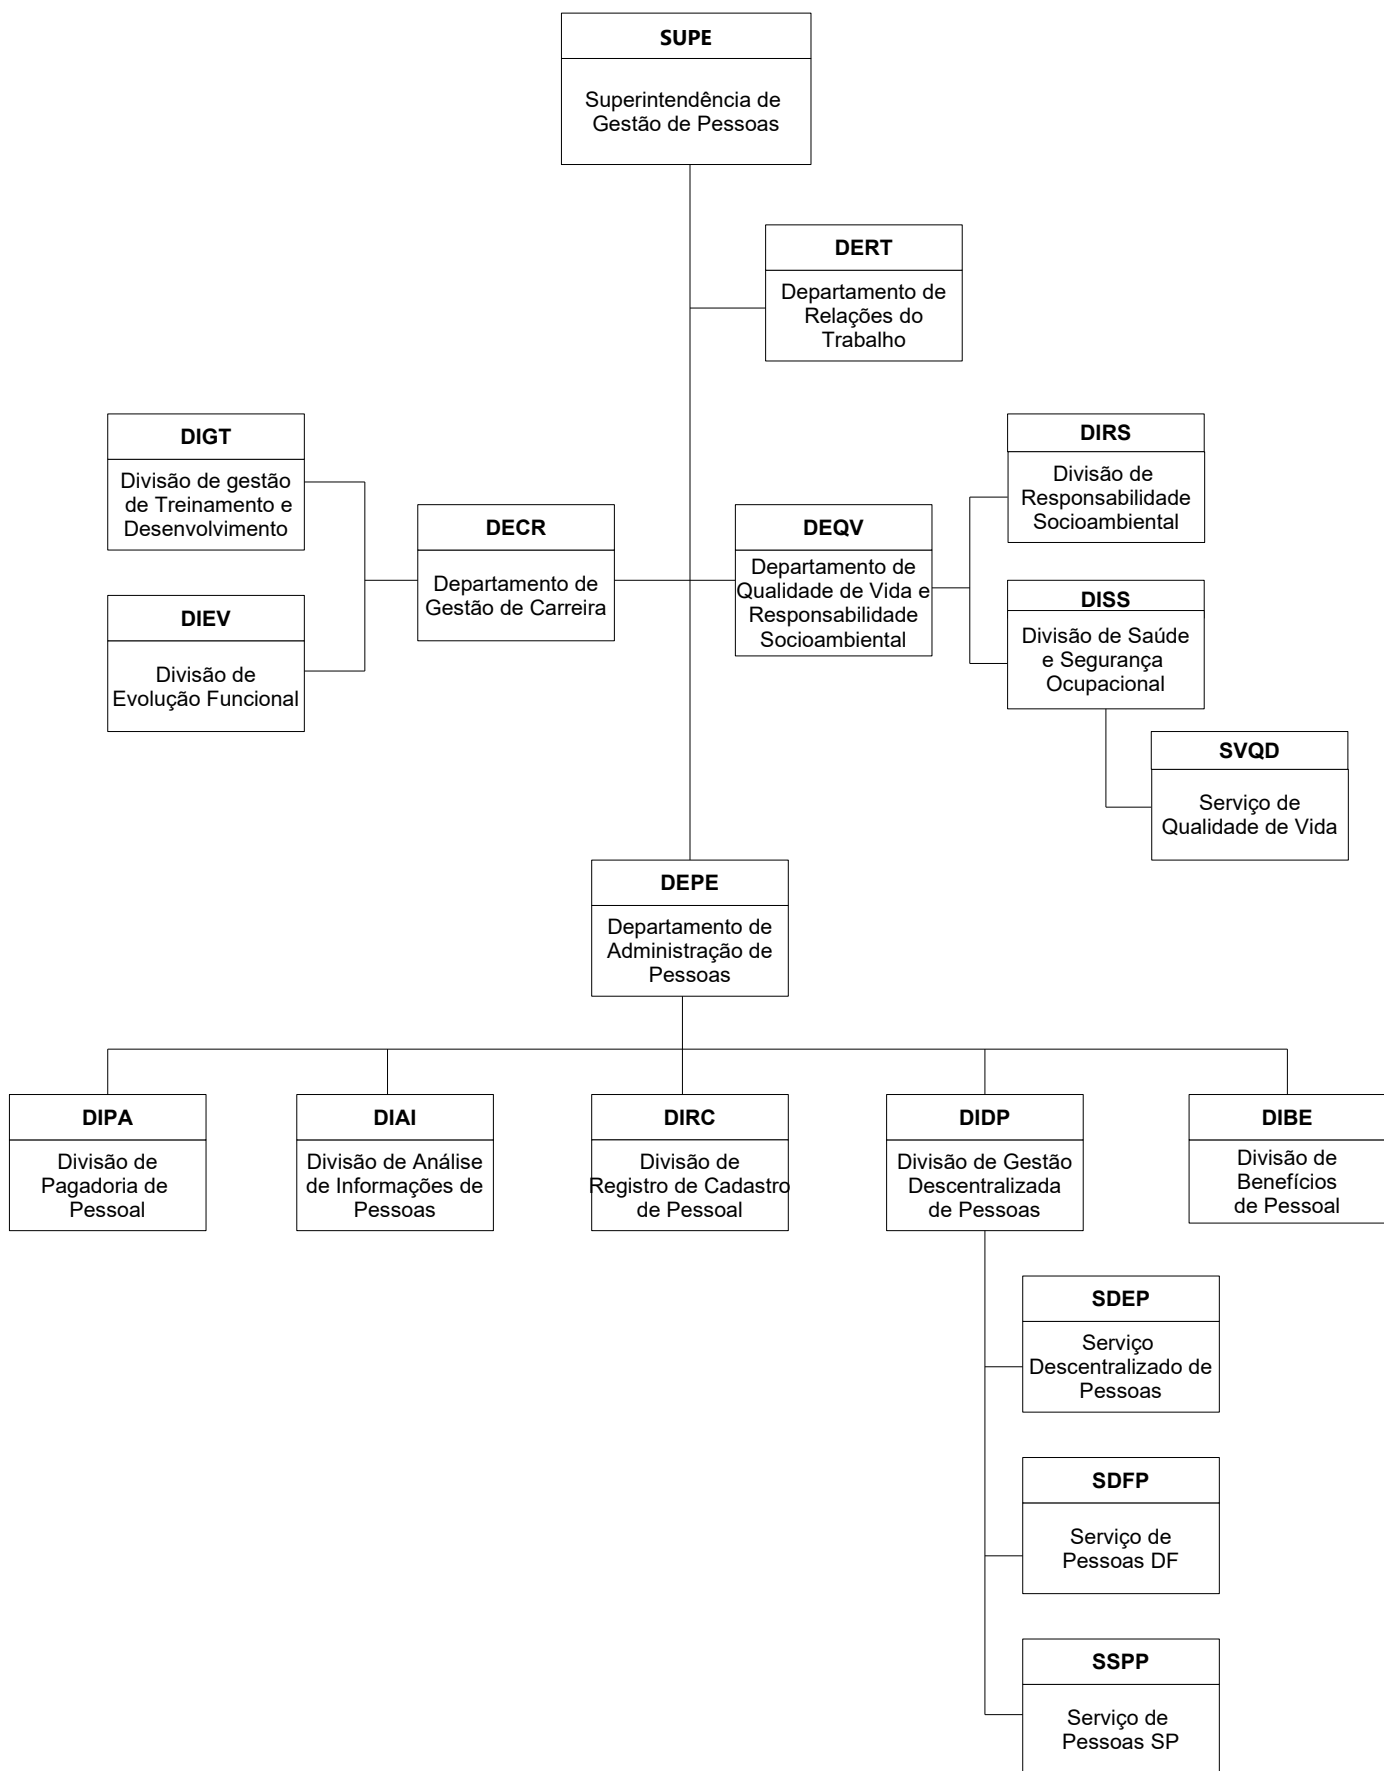 SUPE
Superintendência de
Gestão de Pessoas
DERT
Departamento de
Relações do
Trabalho
DIGT
Divisão de gestão
de Treinamento e
Desenvolvimento
DIEV
Divisão de
Evolução Funcional
DECR
Departamento de
Gestão de Carreira
DEQV
Departamento de
Qualidade de Vida e
Responsabilidade
Socioambiental
DIRS
Divisão de
Responsabilidade
Socioambiental
DISS
Divisão de Saúde
e Segurança
Ocupacional
SVQD
Serviço de
Qualidade de Vida
DEPE
Departamento de
Administração de
Pessoas
DIPA
Divisão de
Pagadoria de
Pessoal
DIAI
Divisão de Análise
de Informações de
Pessoas
DIRC
Divisão de
Registro de Cadastro
de Pessoal
DIDP
Divisão de Gestão
Descentralizada
de Pessoas
DIBE
Divisão de
Benefícios
de Pessoal
SDEP
Serviço
Descentralizado de
Pessoas
SDFP
Serviço de
Pessoas DF
SSPP
Serviço de
Pessoas SP